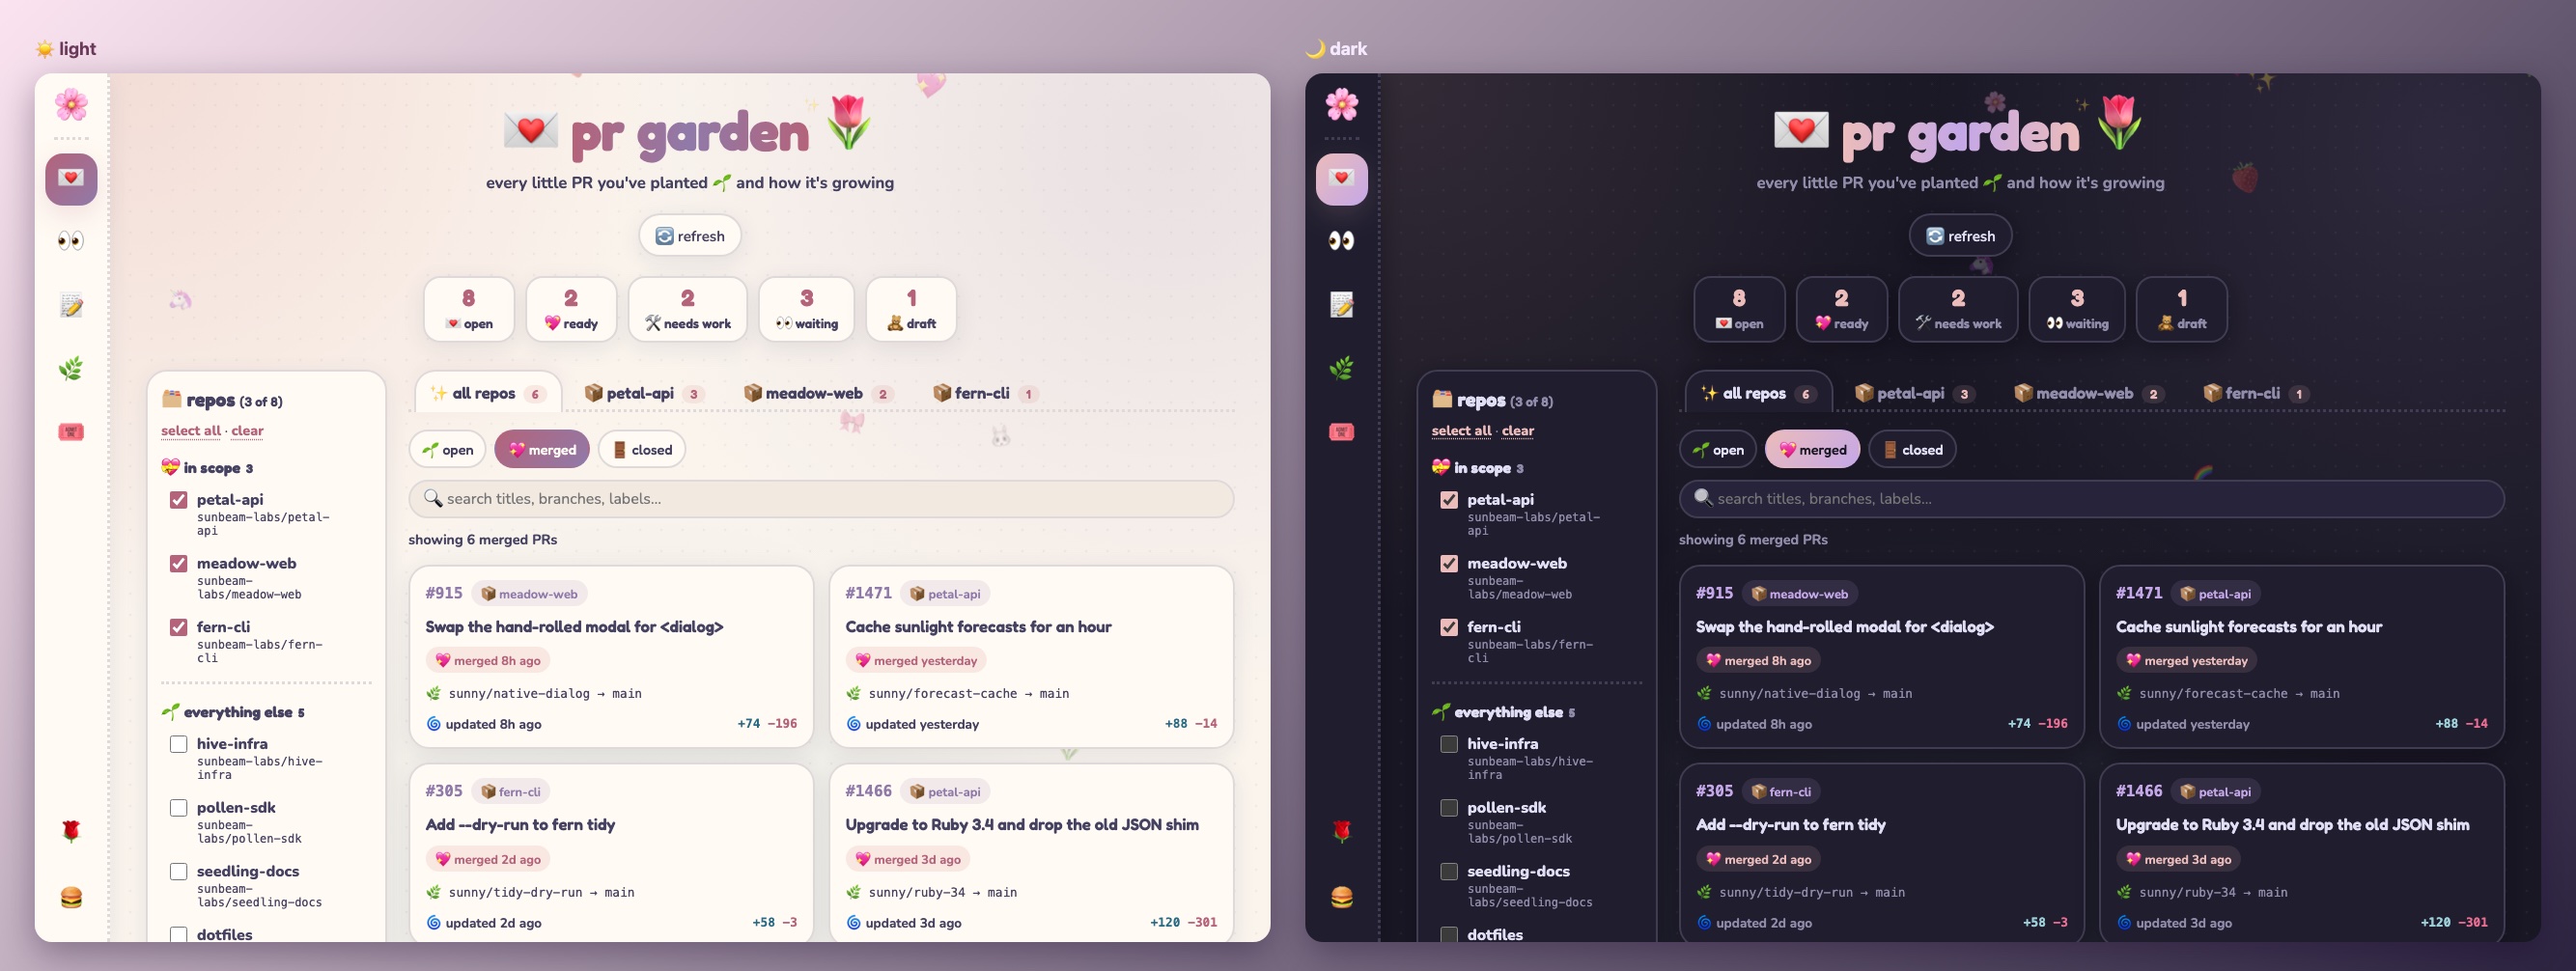 light
pr garden
every little PR you've planted 🌱 and how it's growing
refresh
8
open
2
ready
2
needs work
3
waiting
1
draft
repos (3 of 8)
select all · clear
in scope 3
petal-api
sunbeam-labs/petal-
api
meadow-web
sunbeam-
labs/meadow-web
fern-cli
sunbeam-labs/fern-
cli
everything else 5
hive-infra
sunbeam-labs/hive-
infra
pollen-sdk
sunbeam-
labs/pollen-sdk
seedling-docs
sunbeam-
labs/seedling-docs
dotfiles
all repos 6
petal-api 3
meadow-web 2
fern-cli 1
open
merged
closed
search titles, branches, labels...
showing 6 merged PRs
#915 meadow-web
Swap the hand-rolled modal for <dialog>
merged 8h ago
sunny/native-dialog → main
updated 8h ago +74 −196
#1471 petal-api
Cache sunlight forecasts for an hour
merged yesterday
sunny/forecast-cache → main
updated yesterday +88 −14
#305 fern-cli
Add --dry-run to fern tidy
merged 2d ago
sunny/tidy-dry-run → main
updated 2d ago +58 −3
#1466 petal-api
Upgrade to Ruby 3.4 and drop the old JSON shim
merged 3d ago
sunny/ruby-34 → main
updated 3d ago +120 −301
dark
pr garden
every little PR you've planted 🌱 and how it's growing
refresh
8
open
2
ready
2
needs work
3
waiting
1
draft
repos (3 of 8)
select all · clear
in scope 3
petal-api
sunbeam-labs/petal-
api
meadow-web
sunbeam-
labs/meadow-web
fern-cli
sunbeam-labs/fern-
cli
everything else 5
hive-infra
sunbeam-labs/hive-
infra
pollen-sdk
sunbeam-
labs/pollen-sdk
seedling-docs
sunbeam-
labs/seedling-docs
dotfiles
all repos 6
petal-api 3
meadow-web 2
fern-cli 1
open
merged
closed
search titles, branches, labels...
showing 6 merged PRs
#915 meadow-web
Swap the hand-rolled modal for <dialog>
merged 8h ago
sunny/native-dialog → main
updated 8h ago +74 −196
#1471 petal-api
Cache sunlight forecasts for an hour
merged yesterday
sunny/forecast-cache → main
updated yesterday +88 −14
#305 fern-cli
Add --dry-run to fern tidy
merged 2d ago
sunny/tidy-dry-run → main
updated 2d ago +58 −3
#1466 petal-api
Upgrade to Ruby 3.4 and drop the old JSON shim
merged 3d ago
sunny/ruby-34 → main
updated 3d ago +120 −301